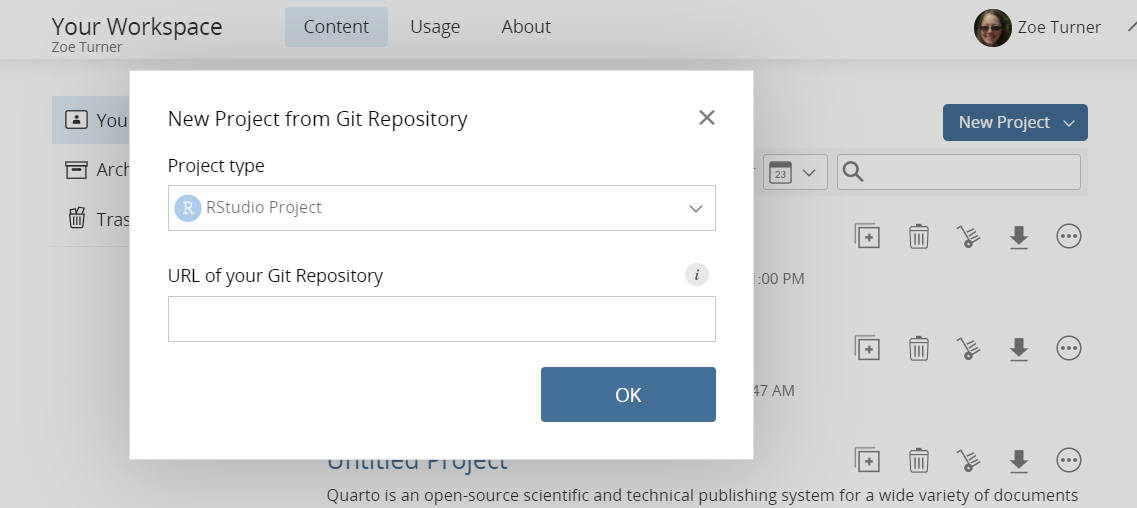 Your Workspace
Zoe Turner
Content
Usage
About
Zoe Turner
New Project from Git Repository
Project type
R RStudio Project
URL of your Git Repository
i
OK
You
Arch
Tras
New Project
23
:00 PM
47 AM
Untitled Project
Quarto is an open-source scientific and technical publishing system for a wide variety of documents